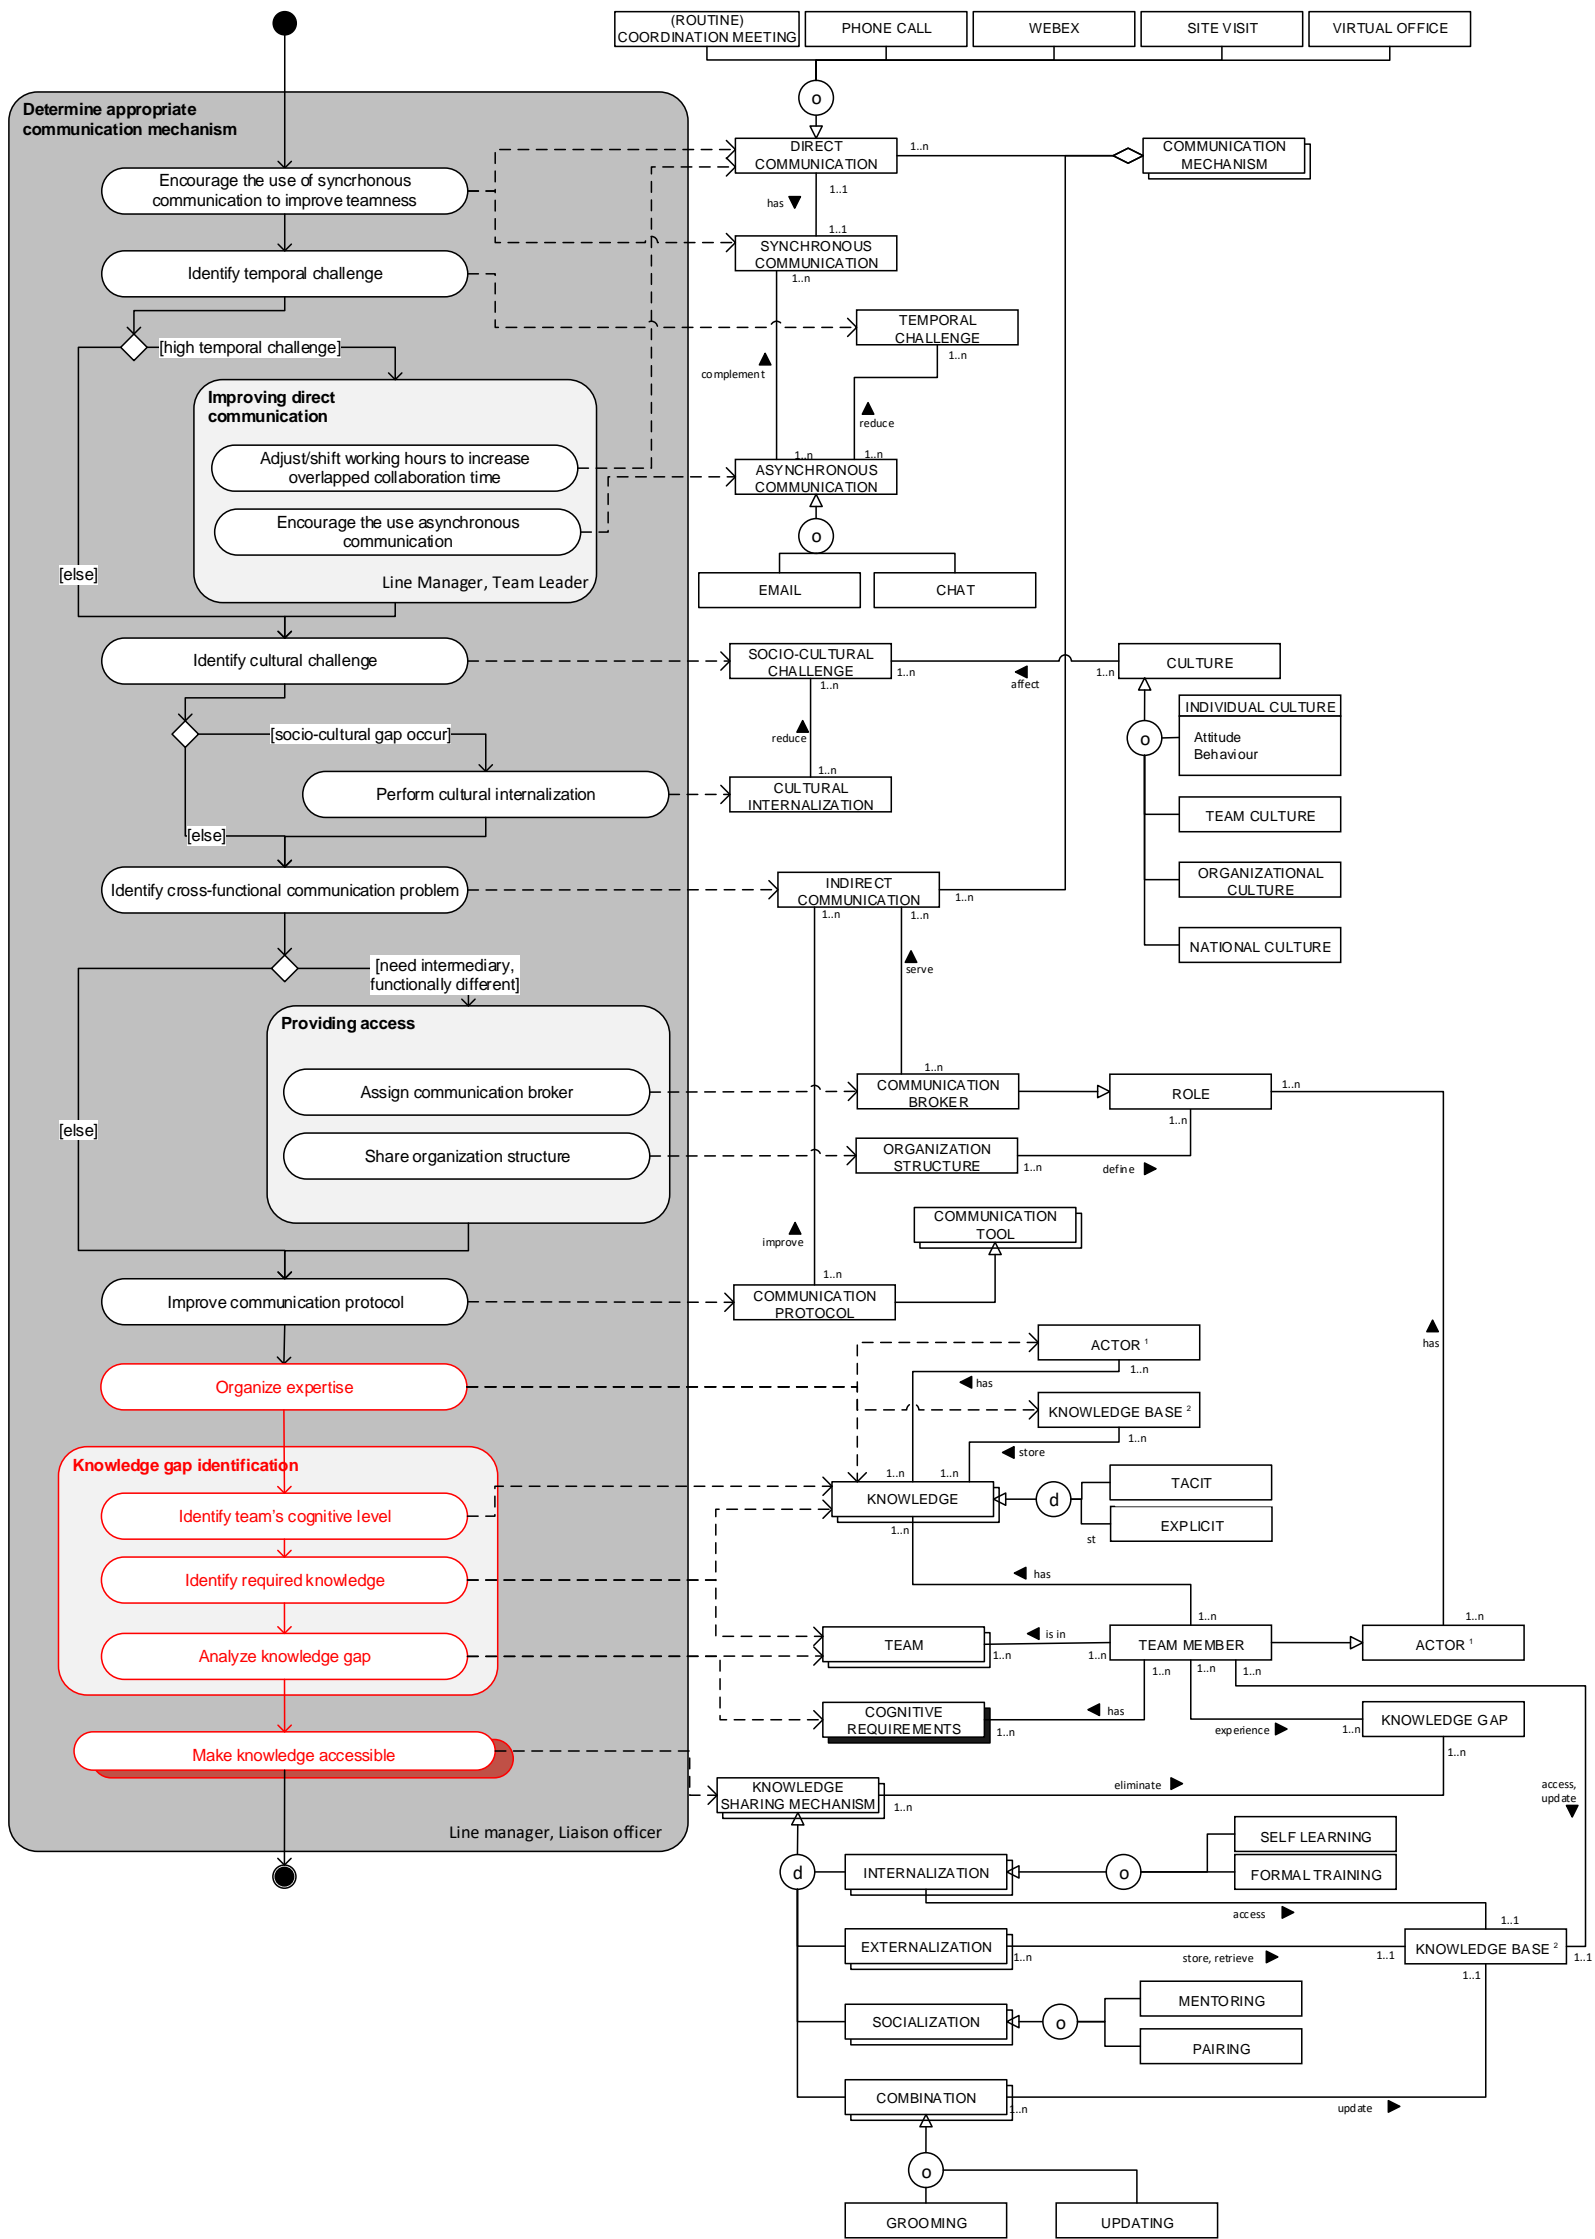 (ROUTINE)
COORDINATION MEETING
PHONE CALL
WEBEX
SITE VISIT
VIRTUAL OFFICE
o
Determine appropriate
communication mechanism
Encourage the use of syncrhonous
communication to improve teamness
Identify temporal challenge
[high temporal challenge]
Improving direct
communication
Adjust/shift working hours to increase
overlapped collaboration time
Encourage the use asynchronous
communication
Line Manager, Team Leader
[else]
Identify cultural challenge
[socio-cultural gap occur]
Perform cultural internalization
[else]
Identify cross-functional communication problem
[need intermediary,
functionally different]
Providing access
Assign communication broker
Share organization structure
[else]
Improve communication protocol
Organize expertise
Knowledge gap identification
Identify team's cognitive level
Identify required knowledge
Analyze knowledge gap
Make knowledge accessible
Line manager, Liaison officer
DIRECT
COMMUNICATION
1..n
COMMUNICATION
MECHANISM
1..1
has
1..1
SYNCHRONOUS
COMMUNICATION
1..n
TEMPORAL
CHALLENGE
1..n
complement
reduce
1..n
1..n
ASYNCHRONOUS
COMMUNICATION
o
EMAIL
CHAT
SOCIO-CULTURAL
CHALLENGE
1..n
1..n
affect
1..n
CULTURE
reduce
1..n
CULTURAL
INTERNALIZATION
o
INDIVIDUAL CULTURE
Attitude
Behaviour
TEAM CULTURE
ORGANIZATIONAL
CULTURE
NATIONAL CULTURE
INDIRECT
COMMUNICATION
1..n
1..n
1..n
serve
1..n
COMMUNICATION
BROKER
ROLE
1..n
1..n
ORGANIZATION
STRUCTURE
1..n
define
COMMUNICATION
TOOL
improve
1..n
COMMUNICATION
PROTOCOL
ACTOR 1
1..n
has
has
KNOWLEDGE BASE 2
1..n
store
1..n
1..n
KNOWLEDGE
1..n
d
TACIT
EXPLICIT
st
has
1..n
1..n
TEAM
1..n
is in
1..n
TEAM MEMBER
ACTOR 1
1..n
1..n
1..n
COGNITIVE
REQUIREMENTS
1..n
has
experience
1..n
KNOWLEDGE GAP
1..n
KNOWLEDGE
SHARING MECHANISM
1..n
eliminate
access,
update
d
INTERNALIZATION
o
SELF LEARNING
FORMAL TRAINING
access
1..1
EXTERNALIZATION
1..n
store, retrieve
1..1
KNOWLEDGE BASE 2
1..1
1..1
SOCIALIZATION
o
MENTORING
PAIRING
COMBINATION
1..n
update
o
GROOMING
UPDATING